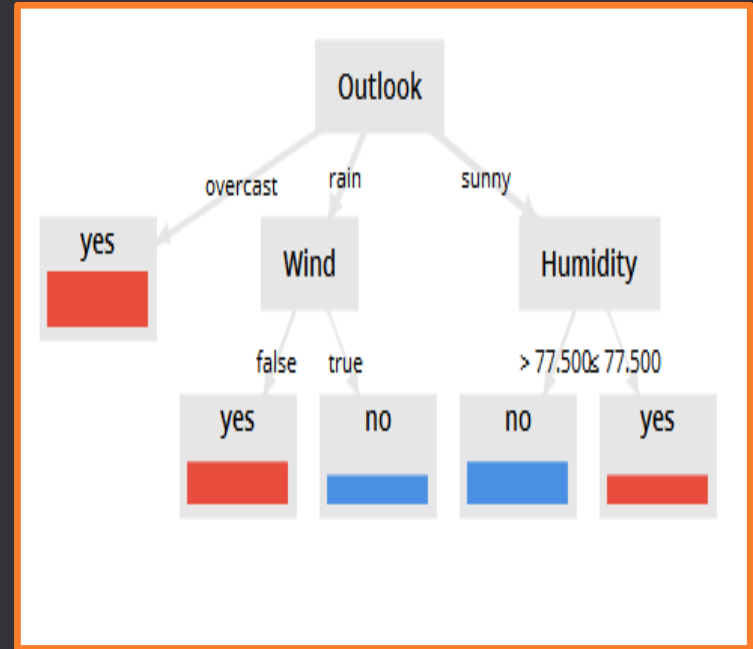 Outlook
overcast
rain
sunny
yes
Wind
Humidity
false
true
> 77.500
≤ 77.500
yes
no
no
yes